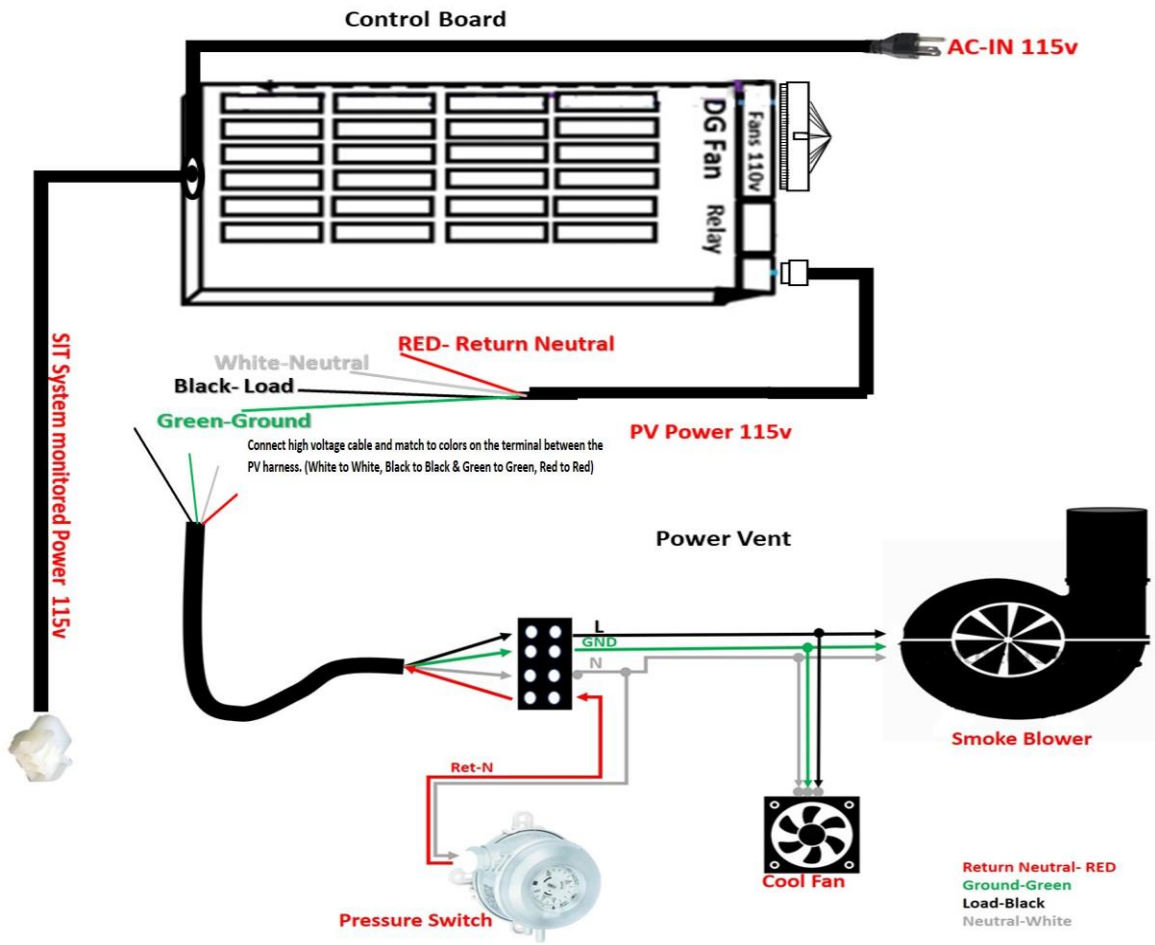 Control Board
AC-IN 115v
DG Fan
Fans 110v
Relay
SIT System monitored Power 115v
RED- Return Neutral
White-Neutral
Black- Load
Green-Ground
PV Power 115v
Connect high voltage cable and match to colors on the terminal between the
PV harness. (White to White, Black to Black & Green to Green, Red to Red)
Power Vent
L
GND
N
Smoke Blower
Ret-N
Pressure Switch
Cool Fan
Return Neutral- RED
Ground-Green
Load-Black
Neutral-White